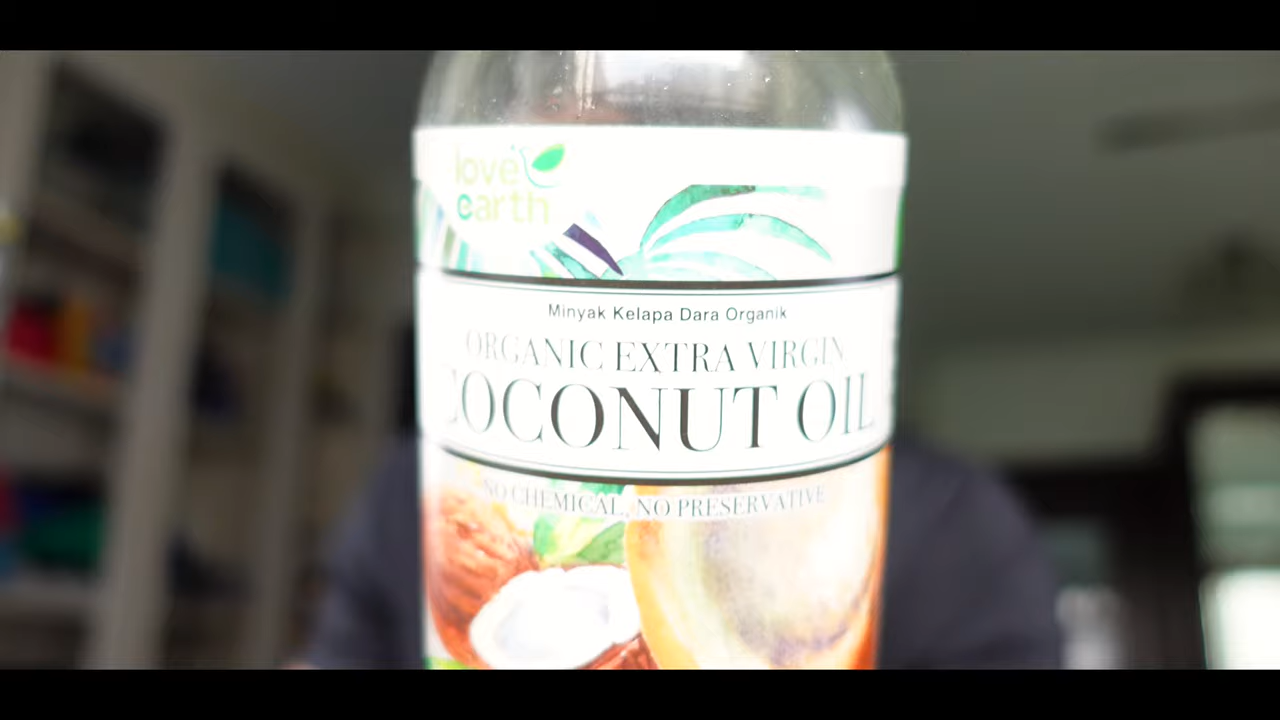 love
earth
Minyak Kelapa Dara Organik
ORGANIC EXTRA VIRGIN
COCONUT OIL
NO CHEMICAL, NO PRESERVATIVE